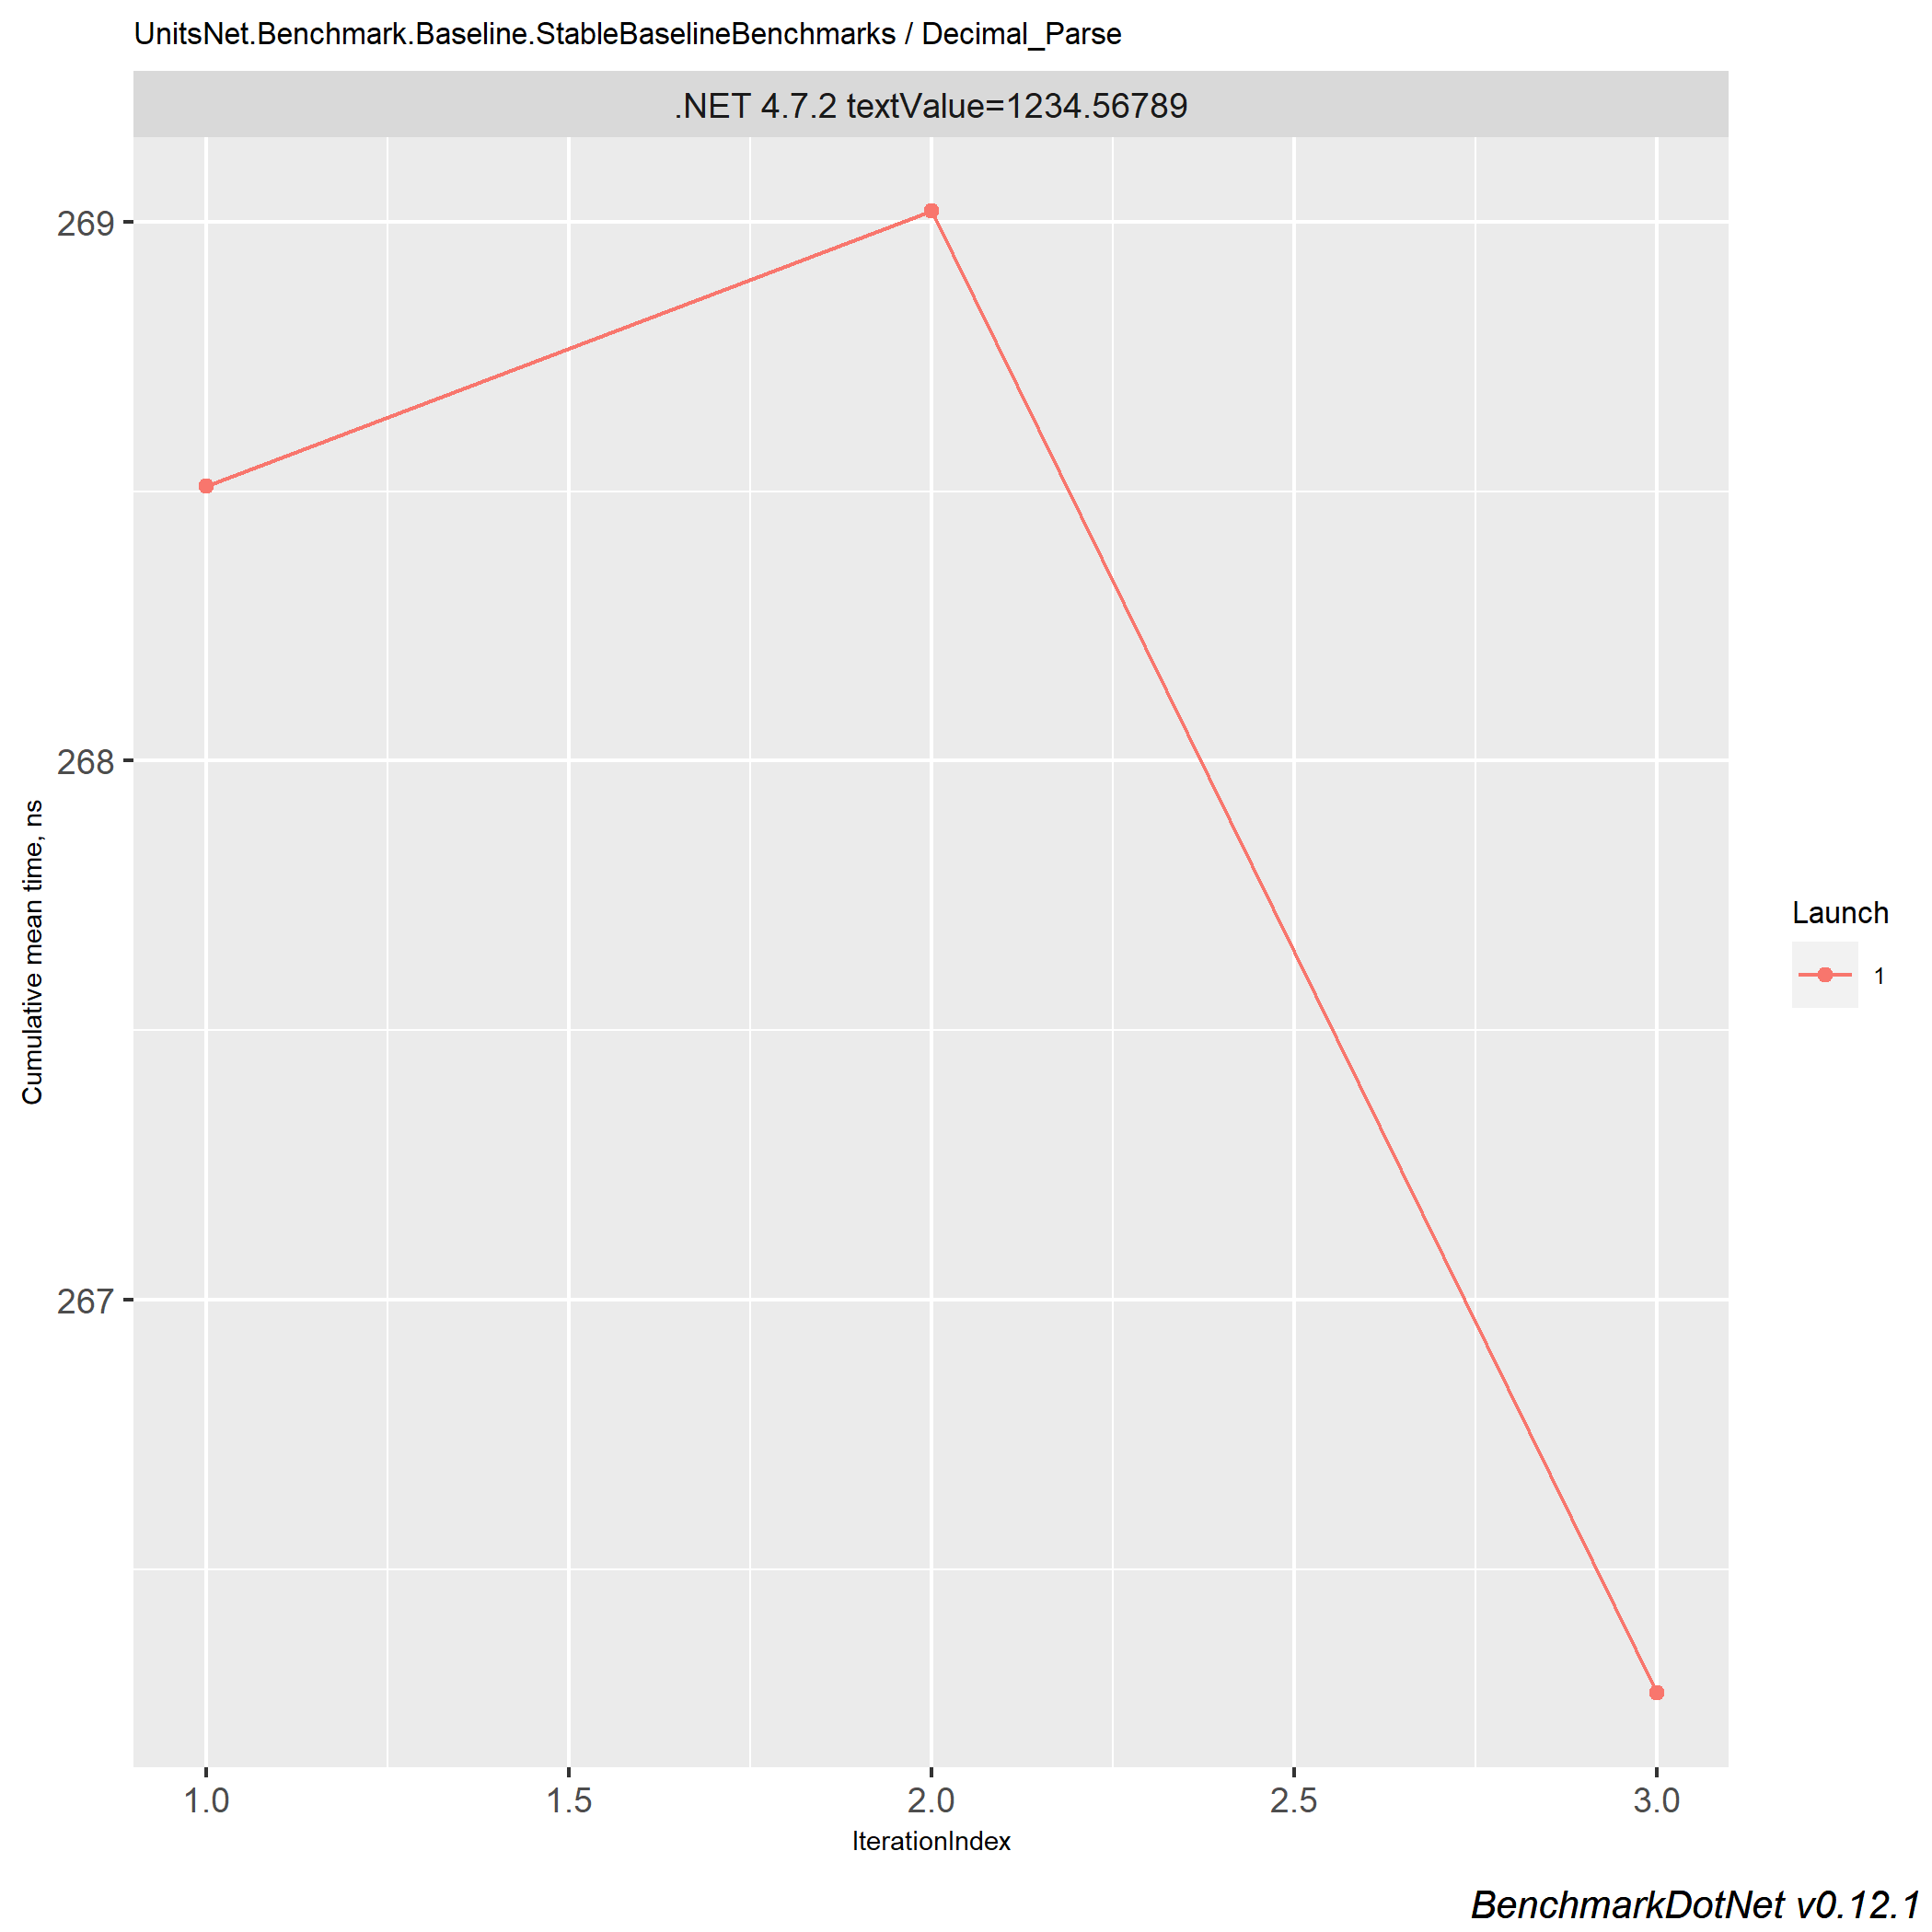 UnitsNet.Benchmark.Baseline.StableBaselineBenchmarks / Decimal_Parse
.NET 4.7.2 textValue=1234.56789
269
268
267
Cumulative mean time, ns
1.0 1.5 2.0 2.5 3.0
IterationIndex
Launch
1
BenchmarkDotNet v0.12.1